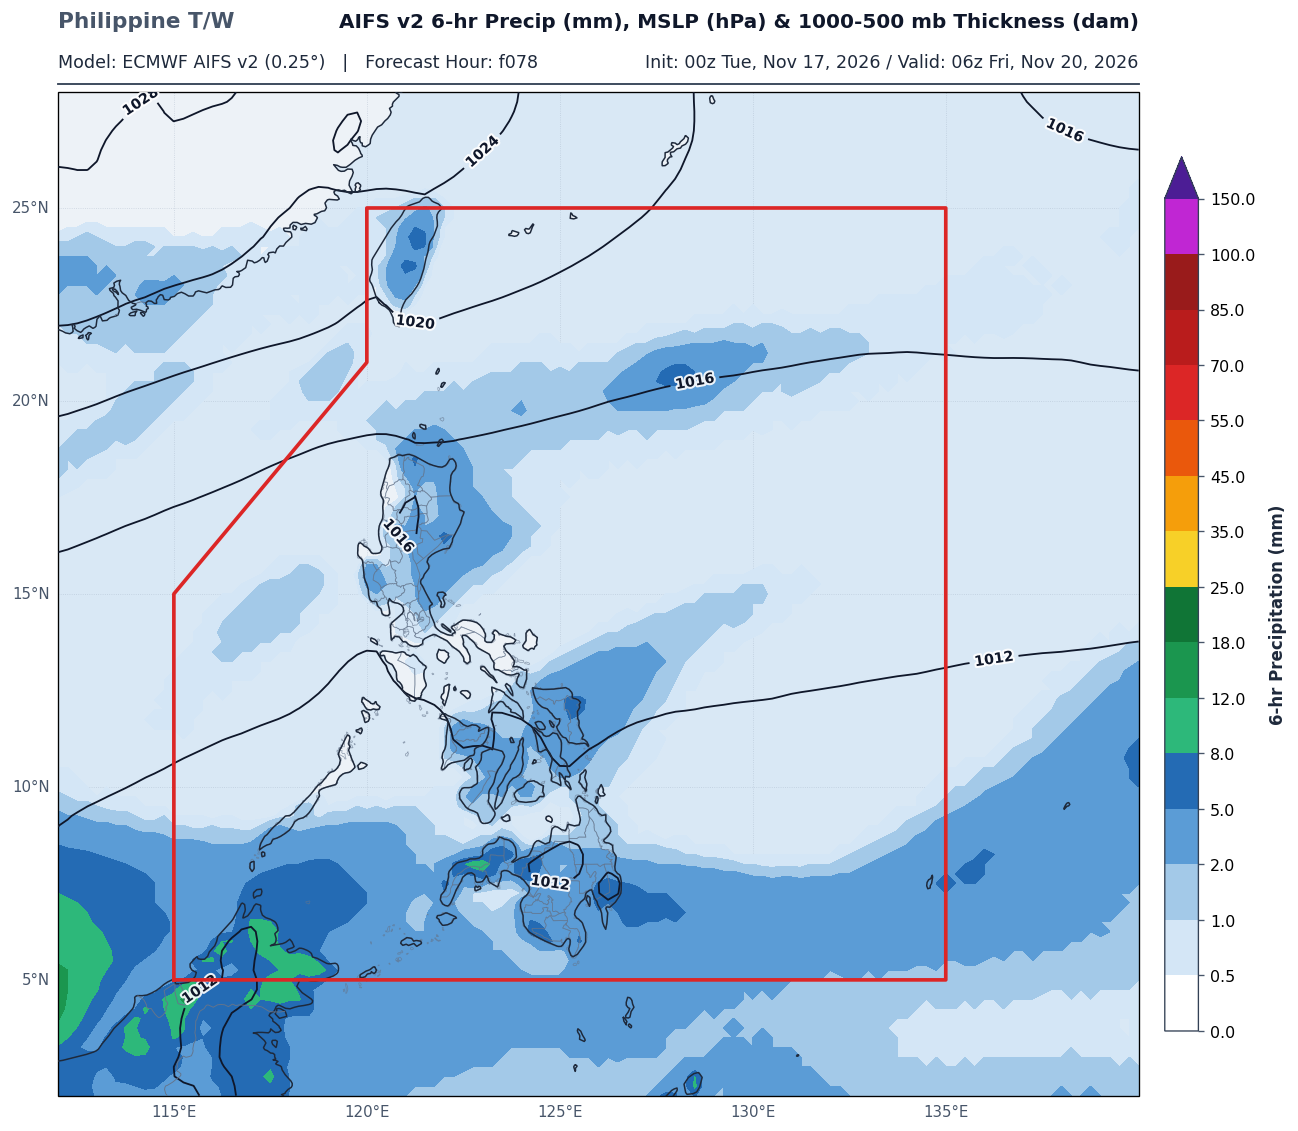 Philippine T/W
AIFS v2 6-hr Precip (mm), MSLP (hPa) & 1000-500 mb Thickness (dam)
Model: ECMWF AIFS v2 (0.25°) | Forecast Hour: f078
Init: 00z Tue, Nov 17, 2026 / Valid: 06z Fri, Nov 20, 2026
1028
1024
1016
25°N
1020
1016
20°N
1016
15°N
1012
10°N
1012
1012
5°N
115°E
120°E
125°E
130°E
135°E
150.0
100.0
85.0
70.0
55.0
45.0
35.0
25.0
18.0
12.0
8.0
5.0
2.0
1.0
0.5
0.0
6-hr Precipitation (mm)